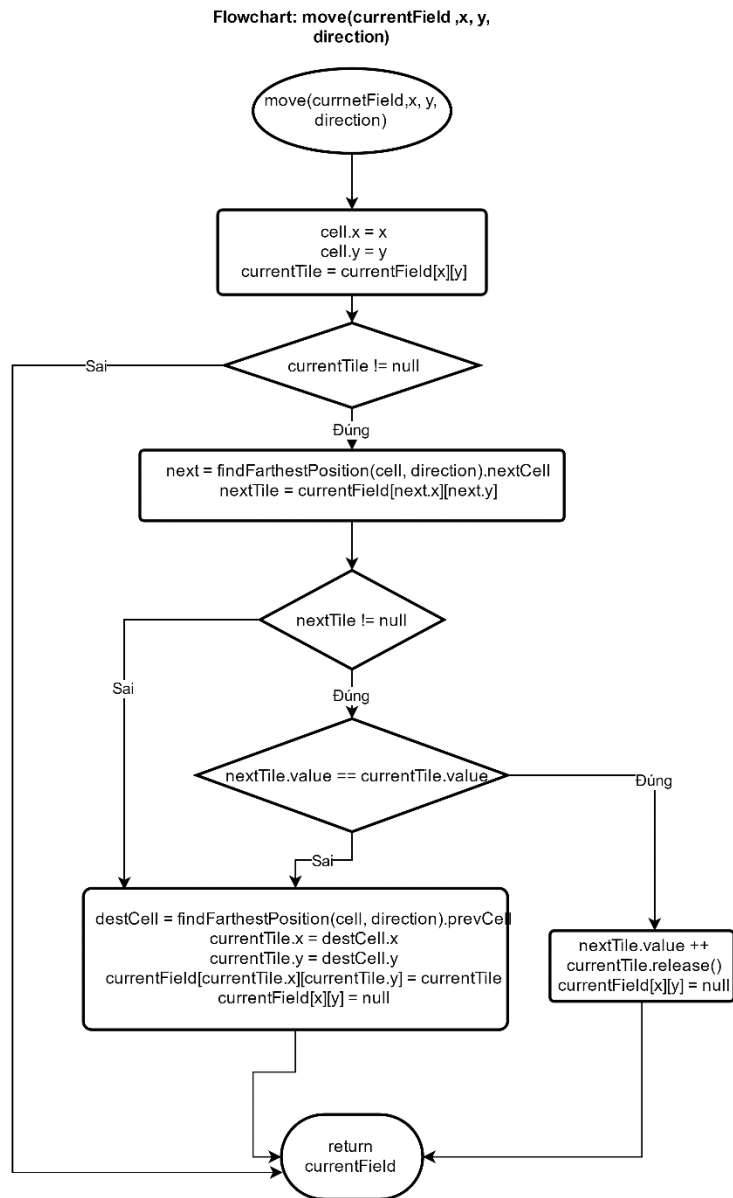 Flowchart: move(currentField ,x, y,
direction)
move(currnetField,x, y,
direction)
cell.x = x
cell.y = y
currentTile = currentField[x][y]
currentTile != null
Sai
Đúng
next = findFarthestPosition(cell, direction).nextCell
nextTile = currentField[next.x][next.y]
nextTile != null
Sai
Đúng
nextTile.value == currentTile.value
Đúng
Sai
destCell = findFarthestPosition(cell, direction).prevCell
currentTile.x = destCell.x
currentTile.y = destCell.y
currentField[currentTile.x][currentTile.y] = currentTile
currentField[x][y] = null
nextTile.value ++
currentTile.release()
currentField[x][y] = null
return
currentField